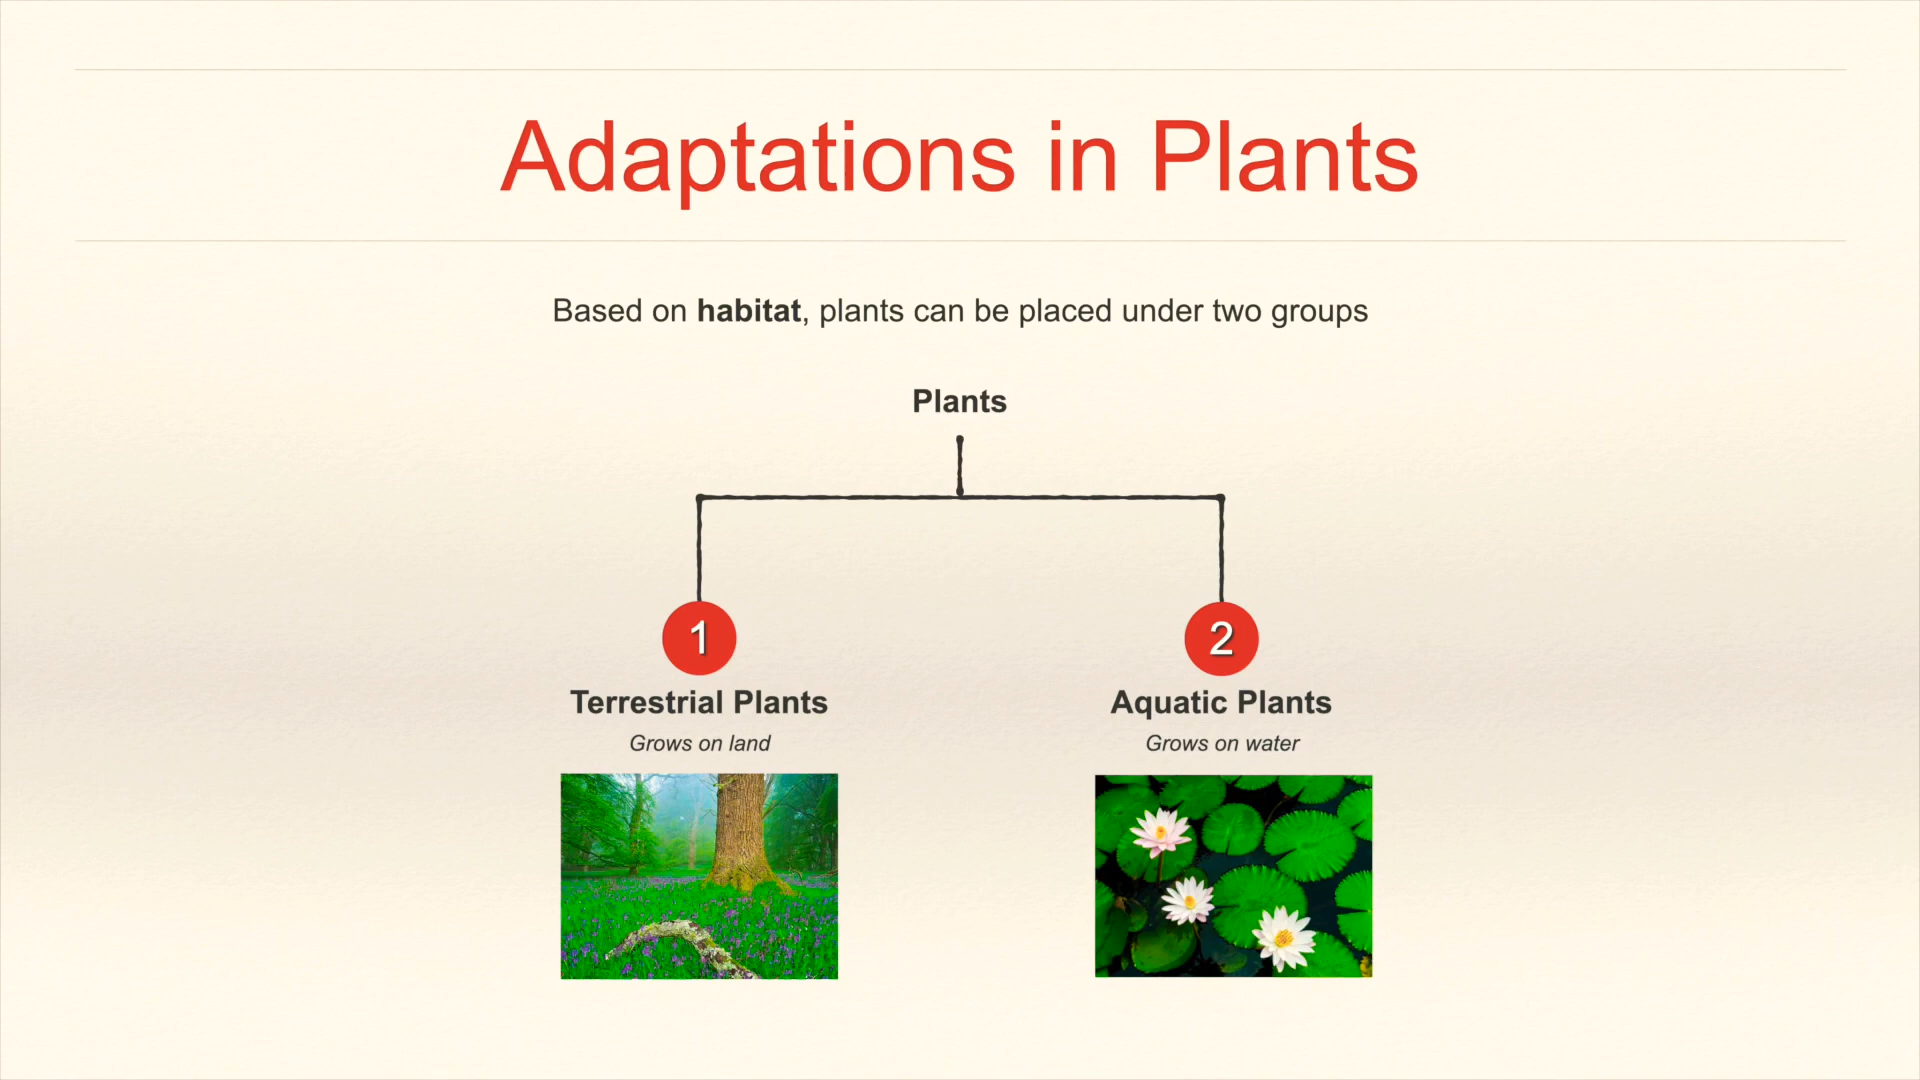 Adaptations in Plants
Based on habitat, plants can be placed under two groups
Plants
1
2
Terrestrial Plants
Aquatic Plants
Grows on land
Grows on water